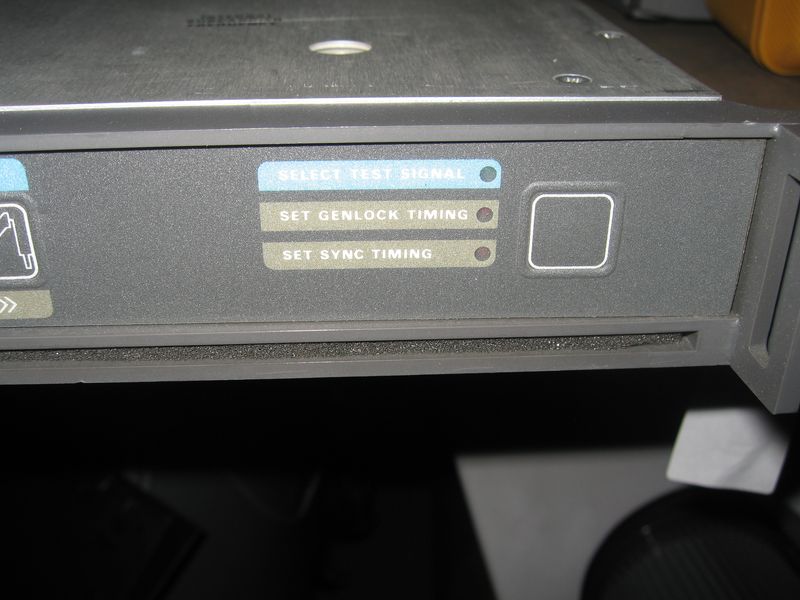 SELECT TEST SIGNAL
SET GENLOCK TIMING
SET SYNC TIMING